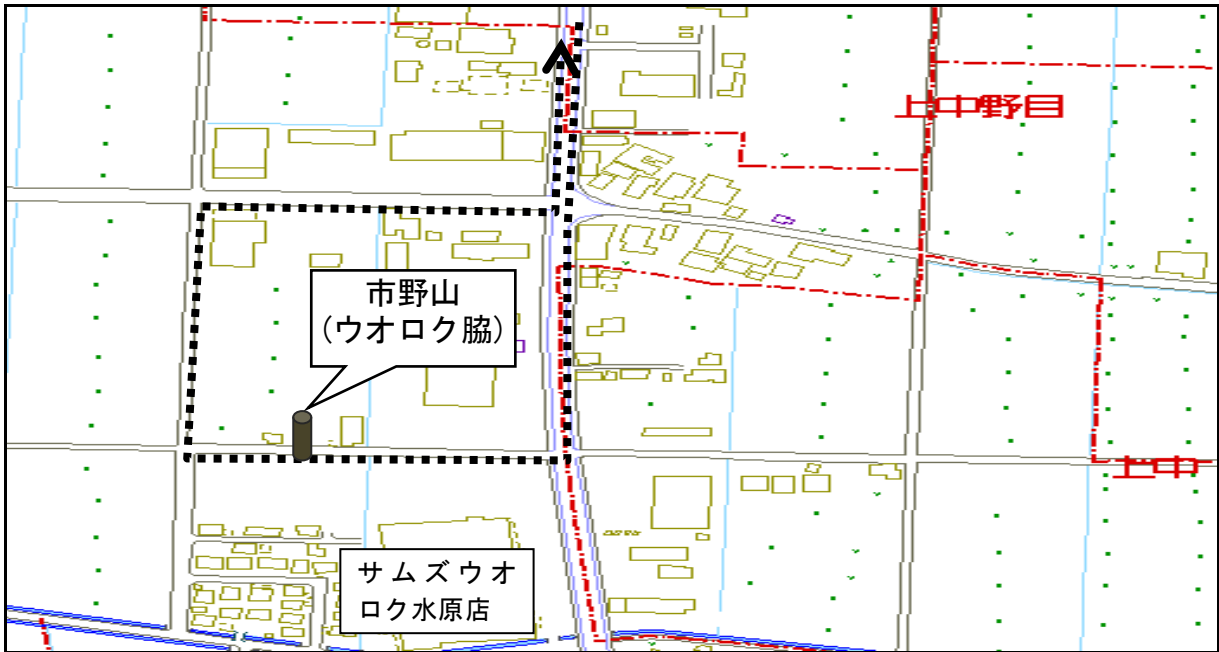 上中野目
市野山
(ウオロク脇)
上中
サムズウオ
ロク水原店